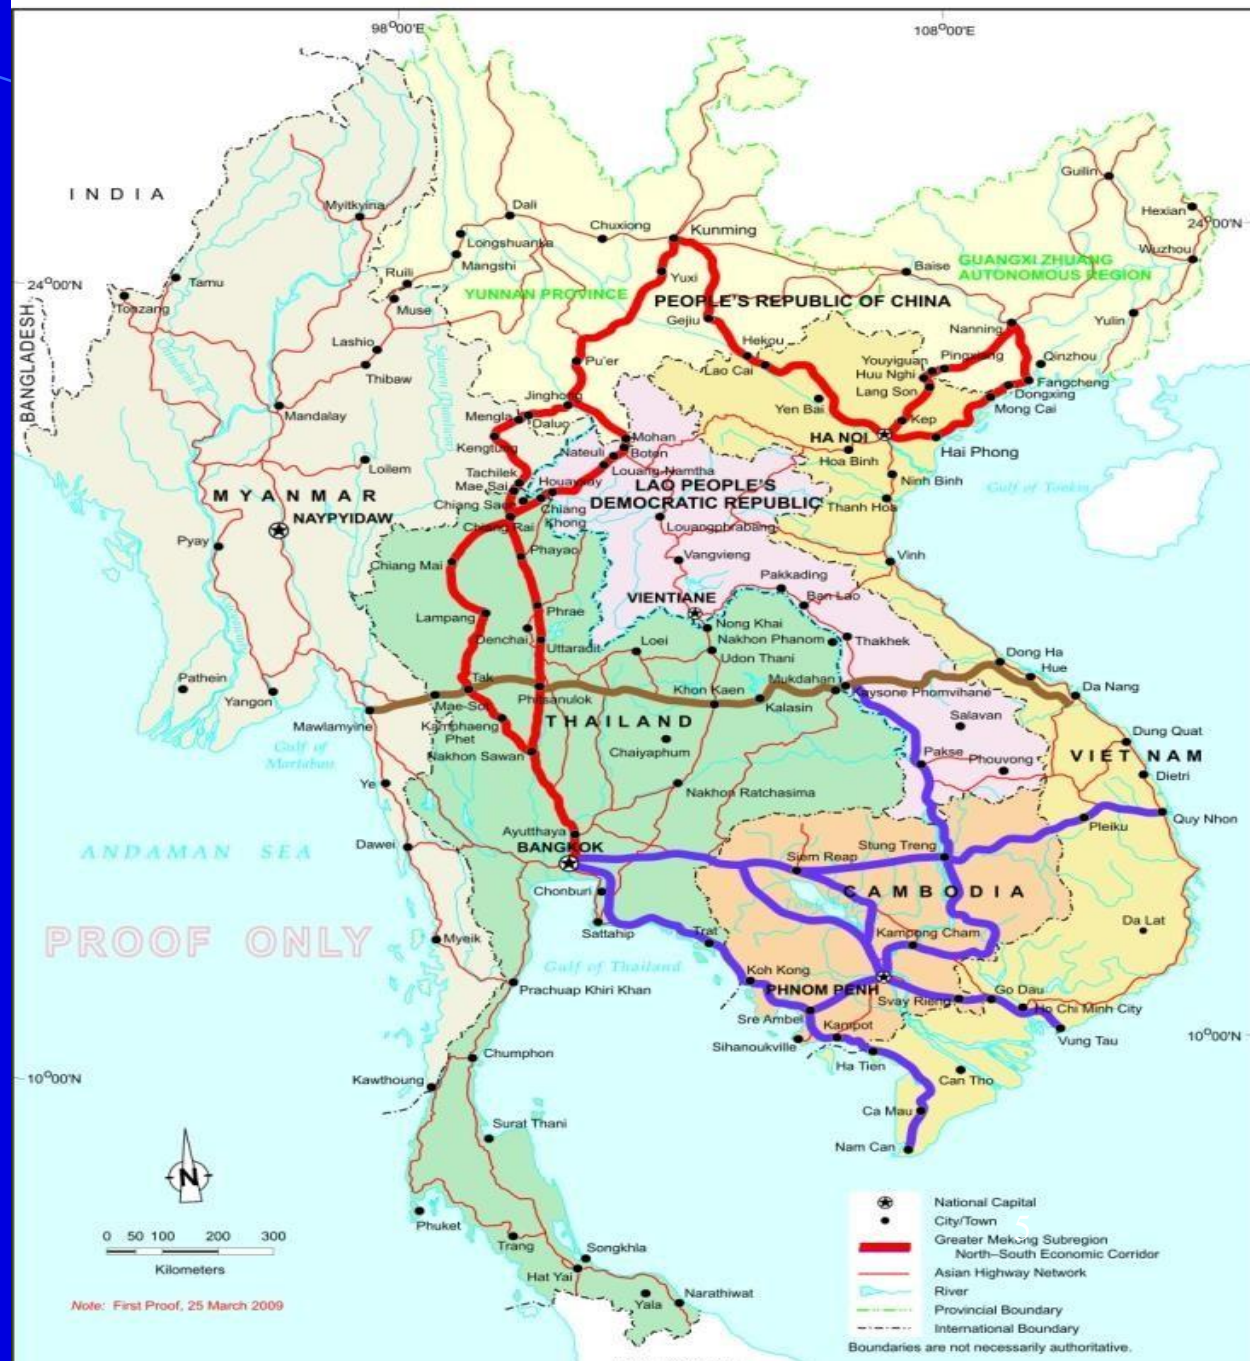 98°00'E
108°00'E
INDIA
Guilin
Myitkyina
Dali
Hexian
24°00'N
Chuxiong
Kunming
Longshuanka
Wuzhou
Mangshi
GUANGXI ZHUANG
AUTONOMOUS REGION
Baise
Tamu
Ruili
Yuxi
24°00'N
YUNNAN PROVINCE
Tonzang
Muse
PEOPLE'S REPUBLIC OF CHINA
BANGLADESH
Gejiu
Nanning
Yulin
Lashio
Hekou
Youyiguan
Pingxiang
Qinzhou
Thibaw
Pu'er
Lao Cai
Huu Nghi
Fangcheng
Lang Son
Dongxing
Jinghong
Yen Bai
Mong Cai
Mandalay
Mengla
Daluo
Kep
Mohan
HA NOI
Kengtung
Nateuli
Boten
Hai Phong
Loilem
Hoa Binh
Louang Namtha
Tachilek
Ninh Binh
Mae Sai
Houayxay
LAO PEOPLE'S
DEMOCRATIC REPUBLIC
Gulf of Tonkin
MYANMAR
Chiang Saen
Chiang
Khong
Thanh Hoa
NAYPYIDAW
Chiang Rai
Louangphrabang
Pyay
Phayao
Vangvieng
Vinh
Chiang Mai
Pakkading
VIENTIANE
Ban Lao
Lampang
Phrae
Nong Khai
Denchai
Uttaradit
Loei
Nakhon Phanom
Thakhek
Udon Thani
Dong Ha
Hue
Pathein
Tak
Mukdahan
Yangon
Phitsanulok
Khon Kaen
Kaysone Phomvihane
Da Nang
Mae-Sot
Kalasin
Mawlamyine
Kamphaeng
Phet
THAILAND
Salavan
Gulf of
Martaban
Dung Quat
Nakhon Sawan
Chaiyaphum
Pakse
Phouvong
VIET NAM
Ye
Dietri
Nakhon Ratchasima
Ayutthaya
Pleiku
Quy Nhon
ANDAMAN SEA
Dawei
BANGKOK
Siem Reap
Stung Treng
Chonburi
CAMBODIA
Da Lat
Sattahip
PROOF ONLY
Myeik
Trat
Kampong Cham
Gulf of Thailand
Koh Kong
Prachuap Khiri Khan
PHNOM PENH
Svay Rieng
Go Dau
Ho Chi Minh City
Sre Ambel
Kampot
10°00'N
Sihanoukville
Vung Tau
Chumphon
Ha Tien
10°00'N
Kawthoung
Can Tho
Ca Mau
Surat Thani
Nam Can
N
National Capital
City/Town
5
Phuket
Greater Mekong Subregion
North–South Economic Corridor
0 50 100 200 300
Trang
Songkhla
Kilometers
Hat Yai
Asian Highway Network
River
Note: First Proof, 25 March 2009
Yala
Narathiwat
Provincial Boundary
International Boundary
Boundaries are not necessarily authoritative.